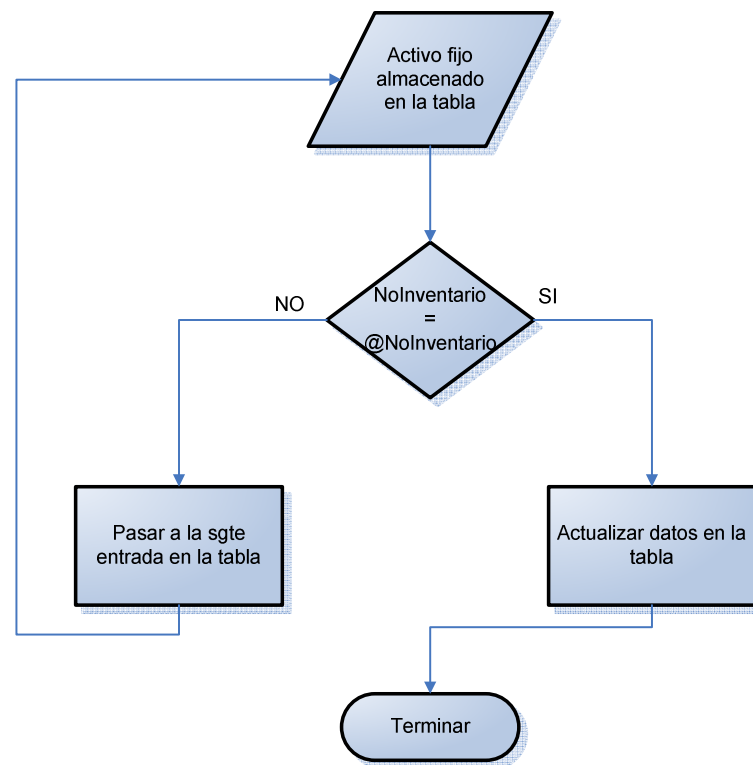 Activo fijo
almacenado
en la tabla
NoInventario
=
@NoInventario
NO
SI
Pasar a la sgte
entrada en la tabla
Actualizar datos en la
tabla
Terminar